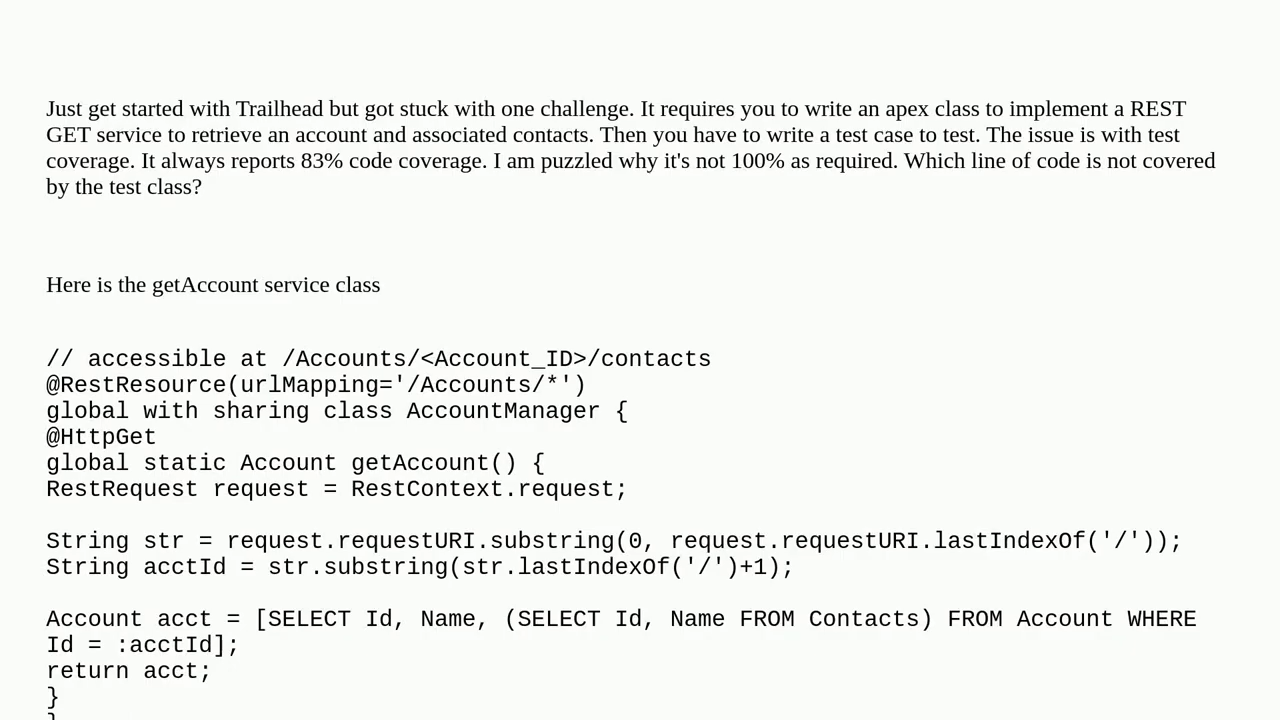 Just get started with Trailhead but got stuck with one challenge. It requires you to write an apex class to implement a REST
GET service to retrieve an account and associated contacts. Then you have to write a test case to test. The issue is with test
coverage. It always reports 83% code coverage. I am puzzled why it's not 100% as required. Which line of code is not covered
by the test class?
Here is the getAccount service class
// accessible at /Accounts/<Account_ID>/contacts
@RestResource(urlMapping='/Accounts/*')
global with sharing class AccountManager {
@HttpGet
global static Account getAccount() {
RestRequest request = RestContext.request;
String str = request.requestURI.substring(0, request.requestURI.lastIndexOf('/'));
String acctId = str.substring(str.lastIndexOf('/')+1);
Account acct = [SELECT Id, Name, (SELECT Id, Name FROM Contacts) FROM Account WHERE
Id = :acctId];
return acct;
}
}